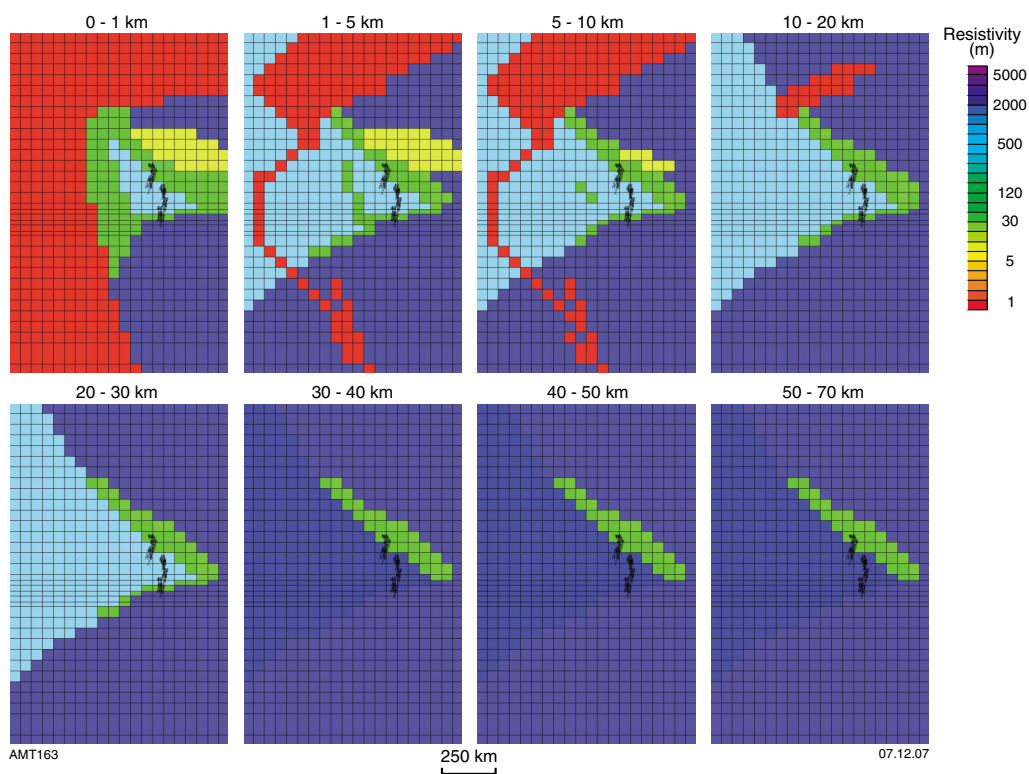 0 - 1 km
1 - 5 km
5 - 10 km
10 - 20 km
Resistivity
(m)
5000
2000
500
120
30
5
1
20 - 30 km
30 - 40 km
40 - 50 km
50 - 70 km
AMT163
250 km
07.12.07